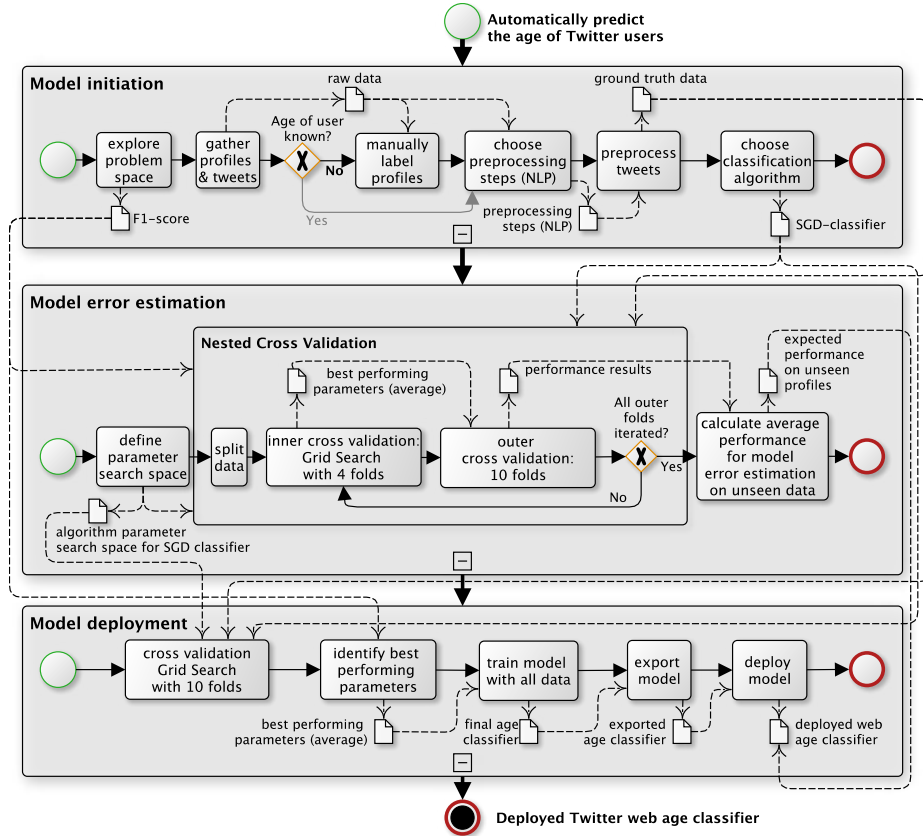 Automatically predict
the age of Twitter users
Model initiation
raw data
ground truth data
Age of user
known?
explore
problem
space
gather
profiles
& tweets
No
manually
label
profiles
choose
preprocessing
steps (NLP)
preprocess
tweets
choose
classification
algorithm
Yes
F1-score
preprocessing
steps (NLP)
SGD-classifier
Model error estimation
Nested Cross Validation
best performing
parameters (average)
performance results
expected
performance
on unseen
profiles
All outer
folds
iterated?
define
parameter
search space
split
data
inner cross validation:
Grid Search
with 4 folds
outer
cross validation:
10 folds
Yes
No
calculate average
performance
for model
error estimation
on unseen data
algorithm parameter
search space for SGD classifier
Model deployment
cross validation
Grid Search
with 10 folds
identify best
performing
parameters
train model
with all data
export
model
deploy
model
best performing
parameters (average)
final age
classifier
exported
age classifier
deployed web
age classifier
Deployed Twitter web age classifier